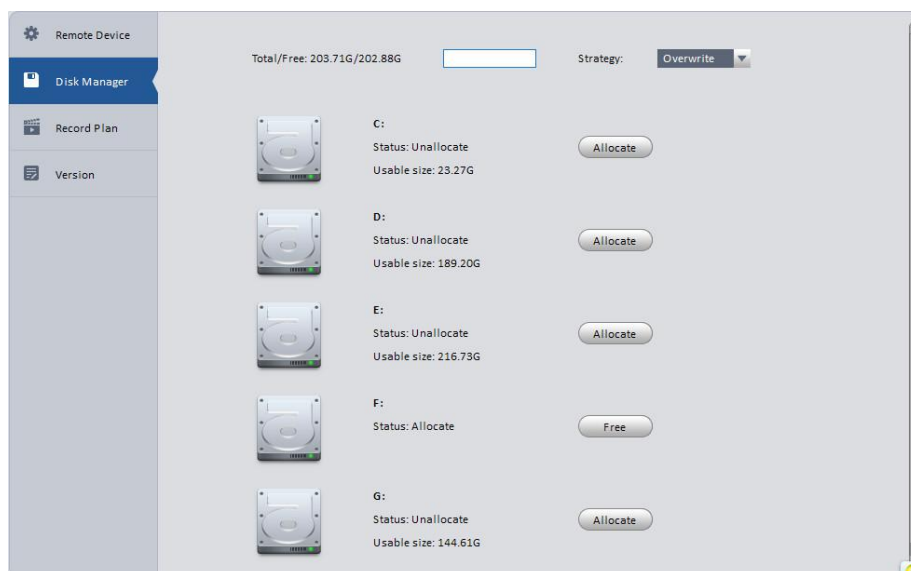 Remote Device
Disk Manager
Record Plan
Version
Total/Free: 203.71G/202.88G
Strategy:
Overwrite
C:
Status: Unallocate
Usable size: 23.27G
Allocate
D:
Status: Unallocate
Usable size: 189.20G
Allocate
E:
Status: Unallocate
Usable size: 216.73G
Allocate
F:
Status: Allocate
Free
G:
Status: Unallocate
Usable size: 144.61G
Allocate